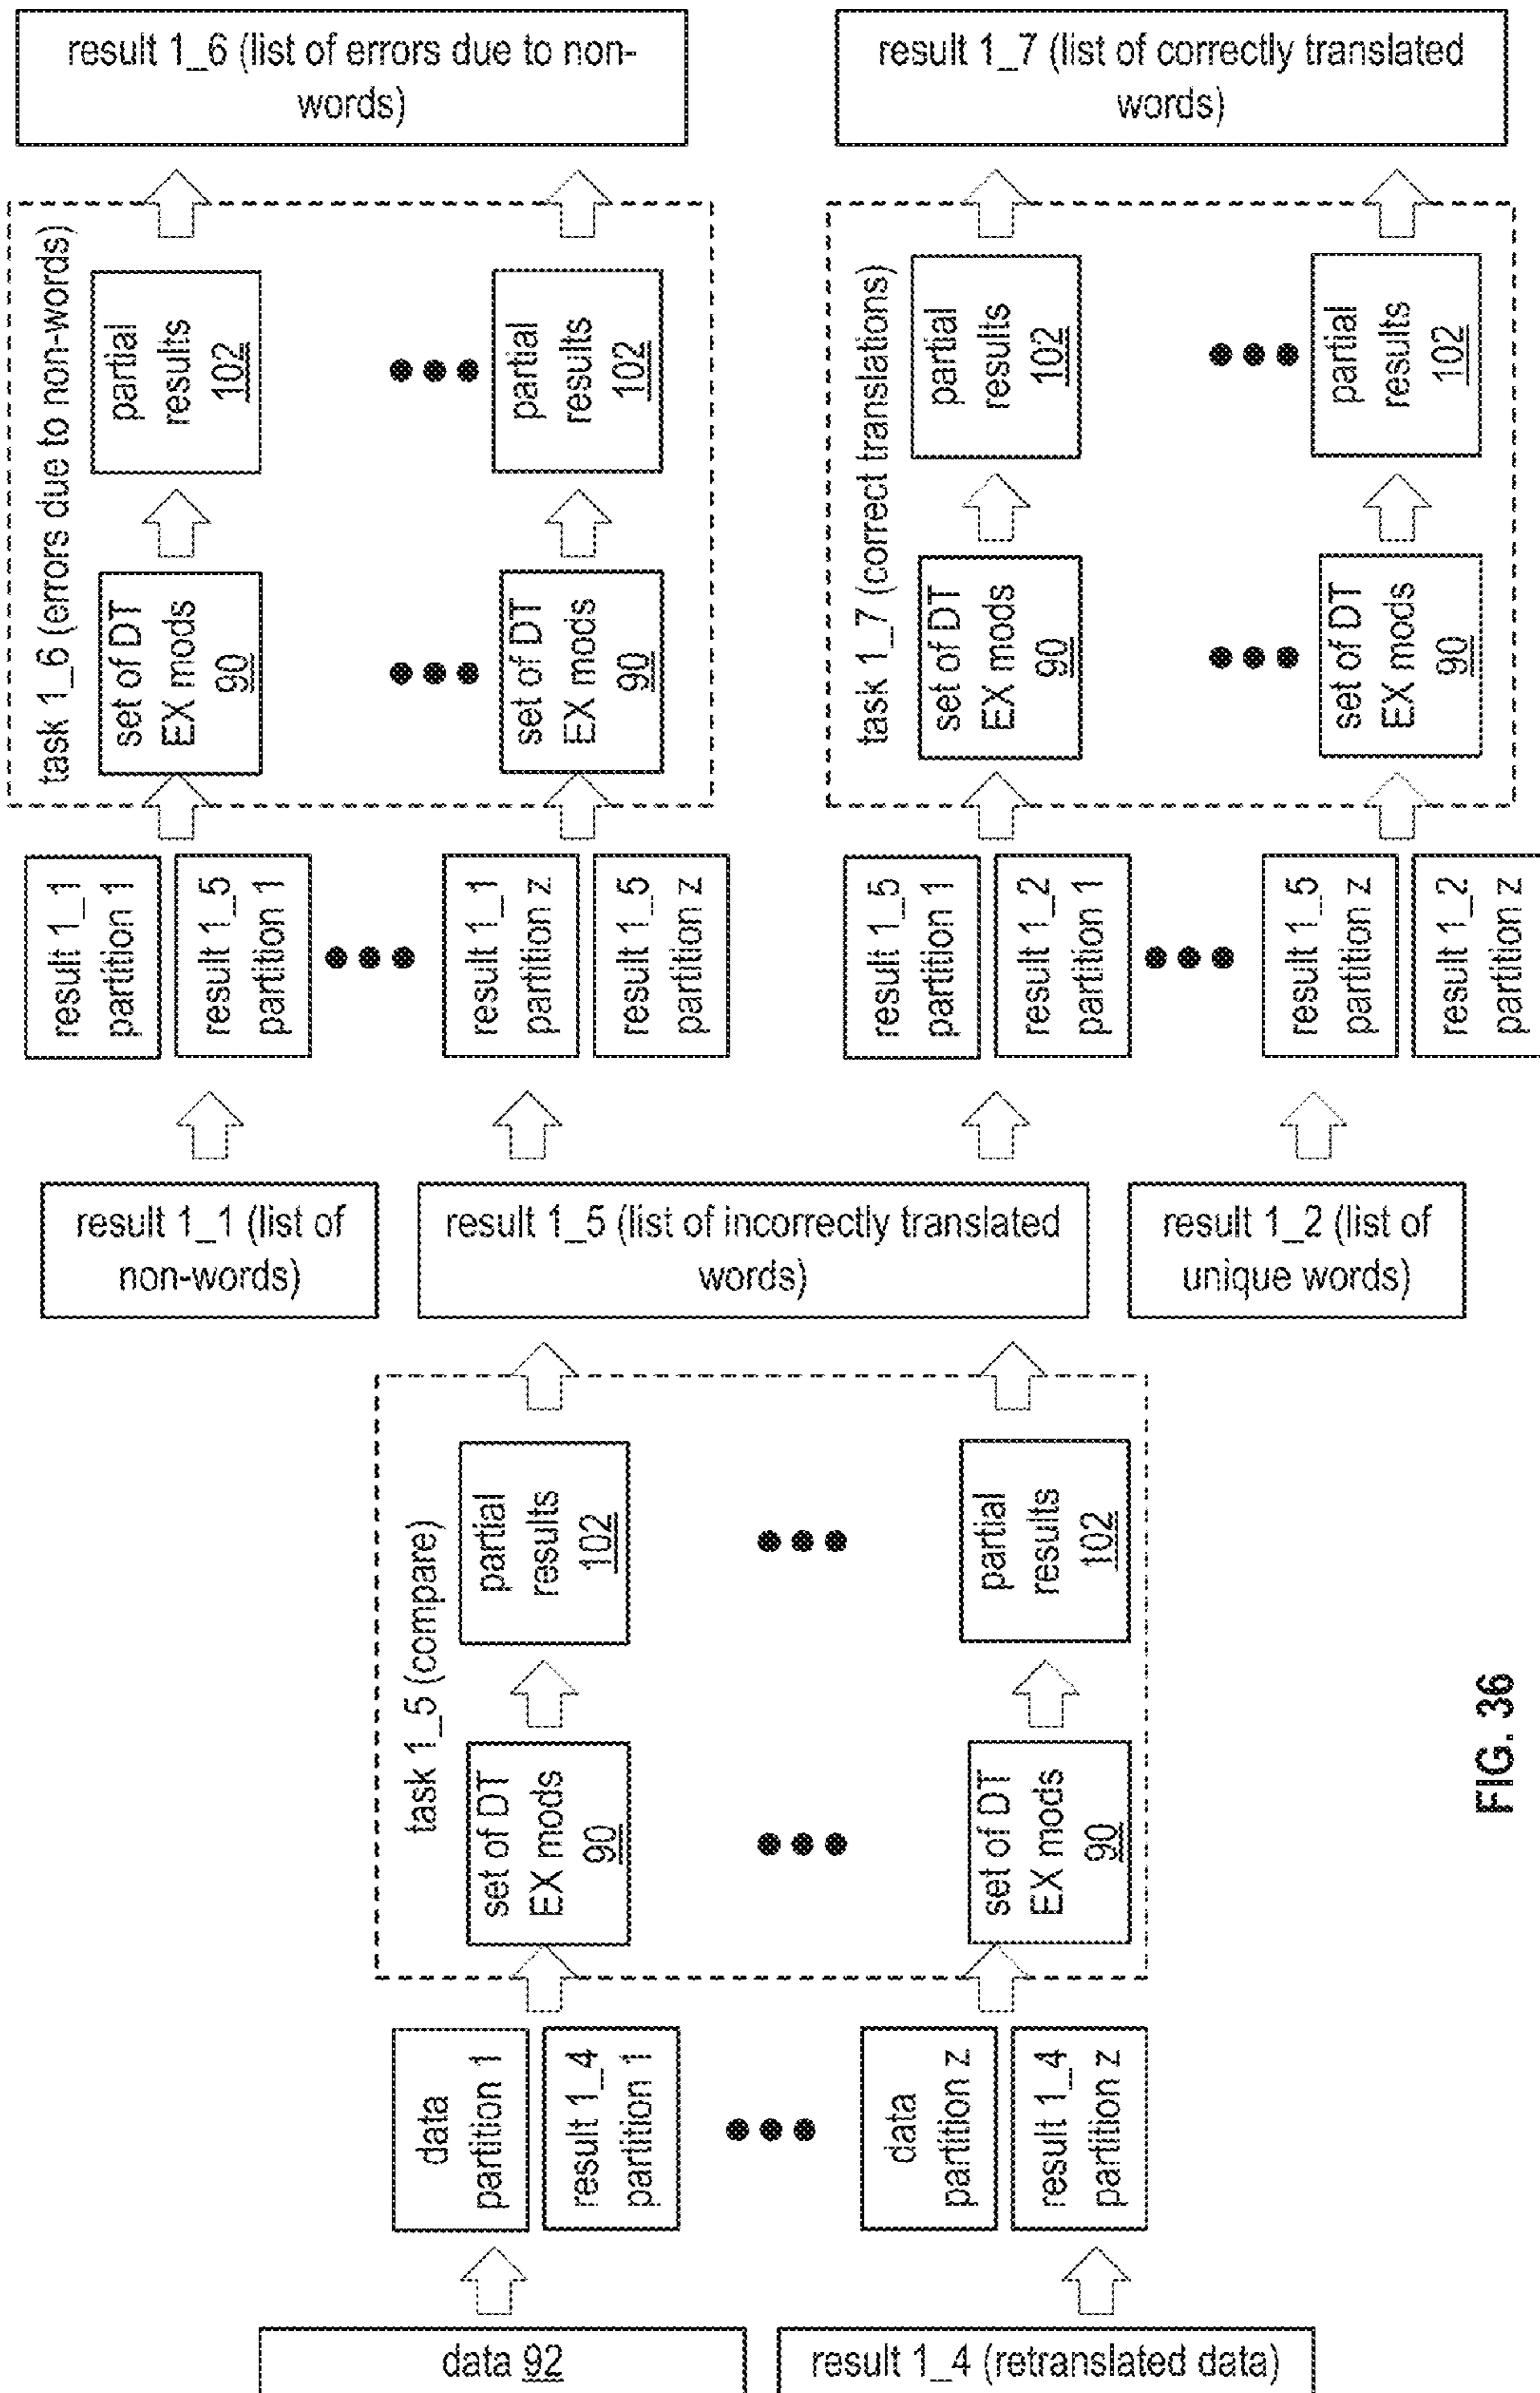 data 92
result 1_4 (retranslated data)
data
partition 1
result 1_4
partition 1
data
partition z
result 1_4
partition z
task 1_5 (compare)
set of DT
EX mods
90
partial
results
102
set of DT
EX mods
90
partial
results
102
result 1_1 (list of
non-words)
result 1_5 (list of incorrectly translated
words)
result 1_2 (list of
unique words)
result 1_1
partition 1
result 1_5
partition 1
result 1_1
partition z
result 1_5
partition z
task 1_6 (errors due to non-words)
set of DT
EX mods
90
partial
results
102
set of DT
EX mods
90
partial
results
102
result 1_6 (list of errors due to non-
words)
result 1_5
partition 1
result 1_2
partition 1
result 1_5
partition z
result 1_2
partition z
task 1_7 (correct translations)
set of DT
EX mods
90
partial
results
102
set of DT
EX mods
90
partial
results
102
result 1_7 (list of correctly translated
words)
FIG. 36